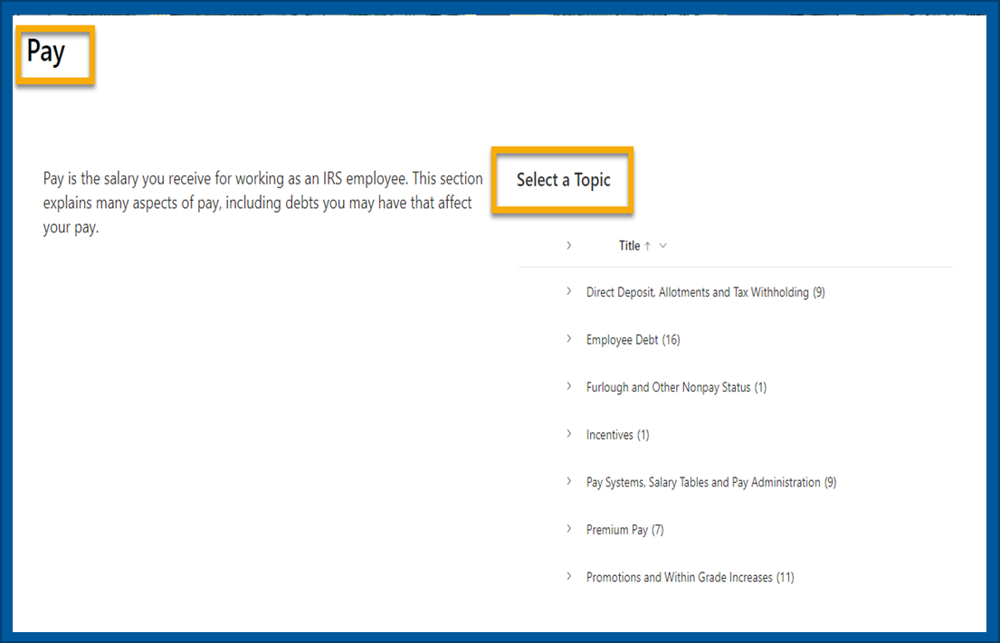 Pay
Pay is the salary you receive for working as an IRS employee. This section
explains many aspects of pay, including debts you may have that affect
your pay.
Select a Topic
Title
Direct Deposit, Allotments and Tax Withholding (9)
Employee Debt (16)
Furlough and Other Nonpay Status (1)
Incentives (1)
Pay Systems, Salary Tables and Pay Administration (9)
Premium Pay (7)
Promotions and Within Grade Increases (11)